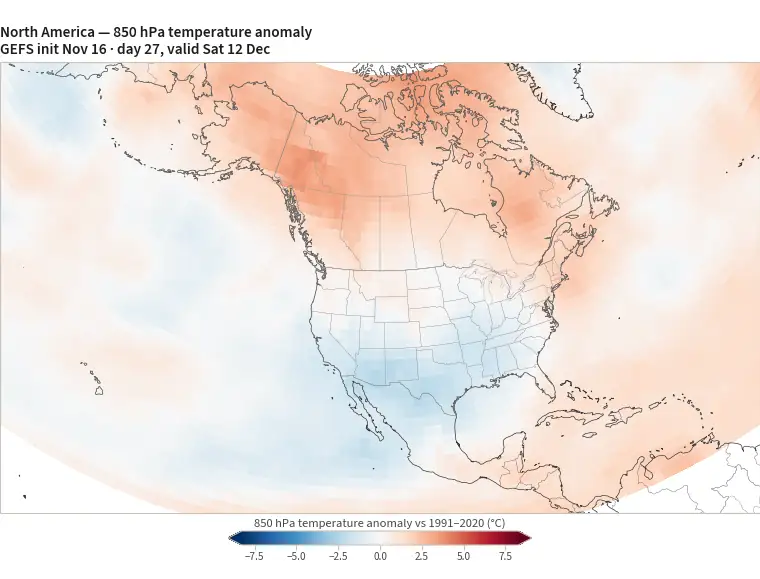 North America — 850 hPa temperature anomaly
GEFS init Nov 16 · day 27, valid Sat 12 Dec
850 hPa temperature anomaly vs 1991–2020 (°C)
−7.5 −5.0 −2.5 0.0 2.5 5.0 7.5